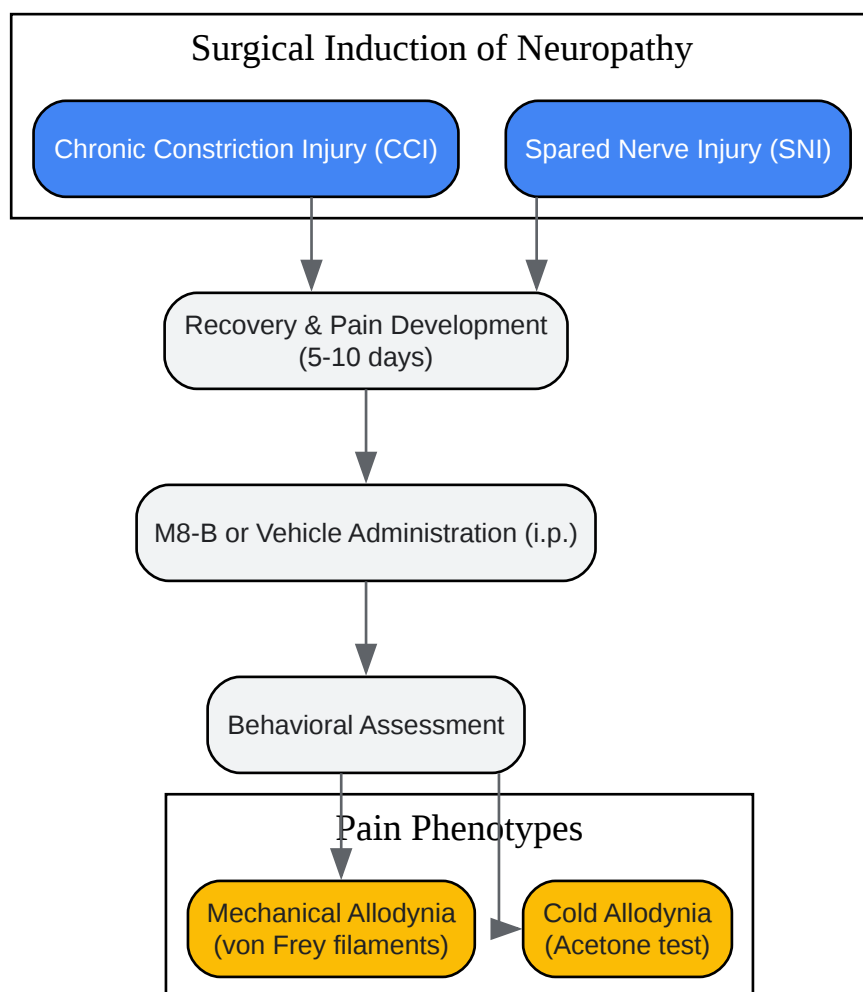 Surgical Induction of Neuropathy
Chronic Constriction Injury (CCI)
Spared Nerve Injury (SNI)
Recovery & Pain Development
(5-10 days)
M8-B or Vehicle Administration (i.p.)
Behavioral Assessment
Pain Phenotypes
Mechanical Allodynia
(von Frey filaments)
Cold Allodynia
(Acetone test)